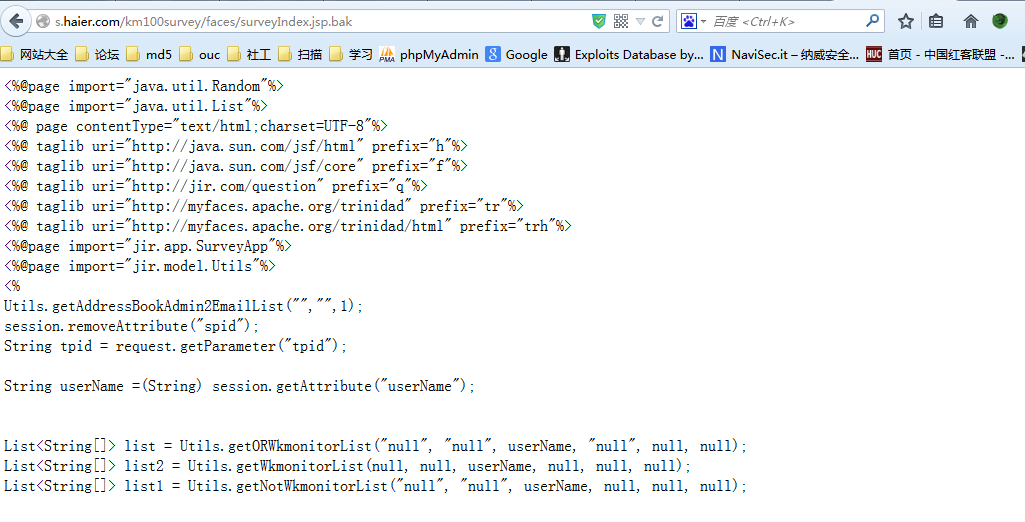 s.haier.com/km100survey/faces/surveyIndex.jsp.bak
百度 <Ctrl+K>
网站大全 论坛 md5 ouc 社工 扫描 学习 PMA phpMyAdmin Google Exploits Database by... N NaviSec.it – 纳威安全... HUC 首页 - 中国红客联盟 -...
<%@page import="java.util.Random"%>
<%@page import="java.util.List"%>
<%@ page contentType="text/html;charset=UTF-8"%>
<%@ taglib uri="http://java.sun.com/jsf/html" prefix="h"%>
<%@ taglib uri="http://java.sun.com/jsf/core" prefix="f"%>
<%@ taglib uri="http://jir.com/question" prefix="q"%>
<%@ taglib uri="http://myfaces.apache.org/trinidad" prefix="tr"%>
<%@ taglib uri="http://myfaces.apache.org/trinidad/html" prefix="trh"%>
<%@page import="jir.app.SurveyApp"%>
<%@page import="jir.model.Utils"%>
<%
Utils.getAddressBookAdmin2EmailList("","",1);
session.removeAttribute("spid");
String tpid = request.getParameter("tpid");
String userName =(String) session.getAttribute("userName");
List<String[]> list = Utils.getORWkmonitorList("null", "null", userName, "null", null, null);
List<String[]> list2 = Utils.getWkmonitorList(null, null, userName, null, null, null);
List<String[]> list1 = Utils.getNotWkmonitorList("null", "null", userName, null, null, null);